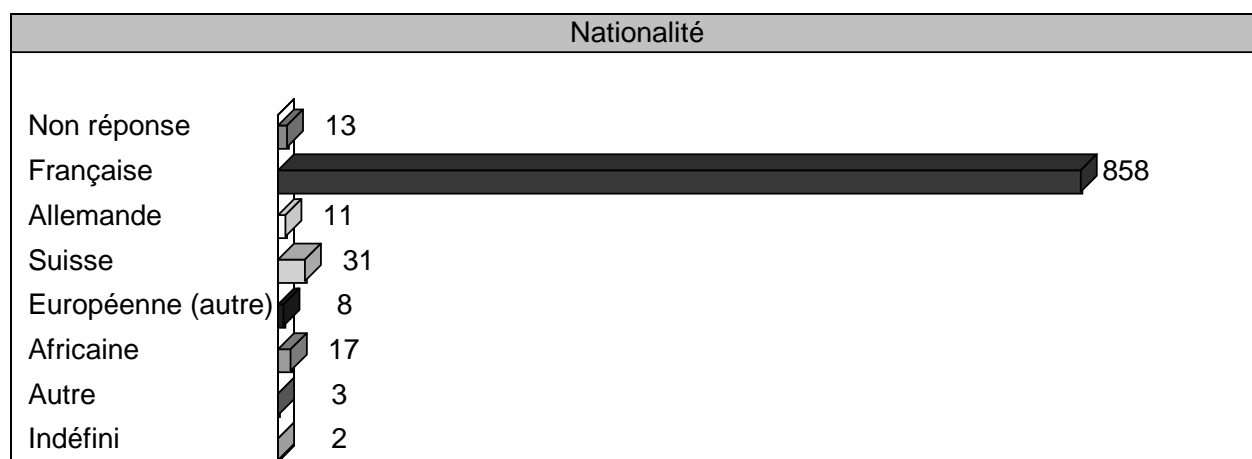 Nationalité
Non réponse 13
Française 858
Allemande 11
Suisse 31
Européenne (autre) 8
Africaine 17
Autre 3
Indéfini 2